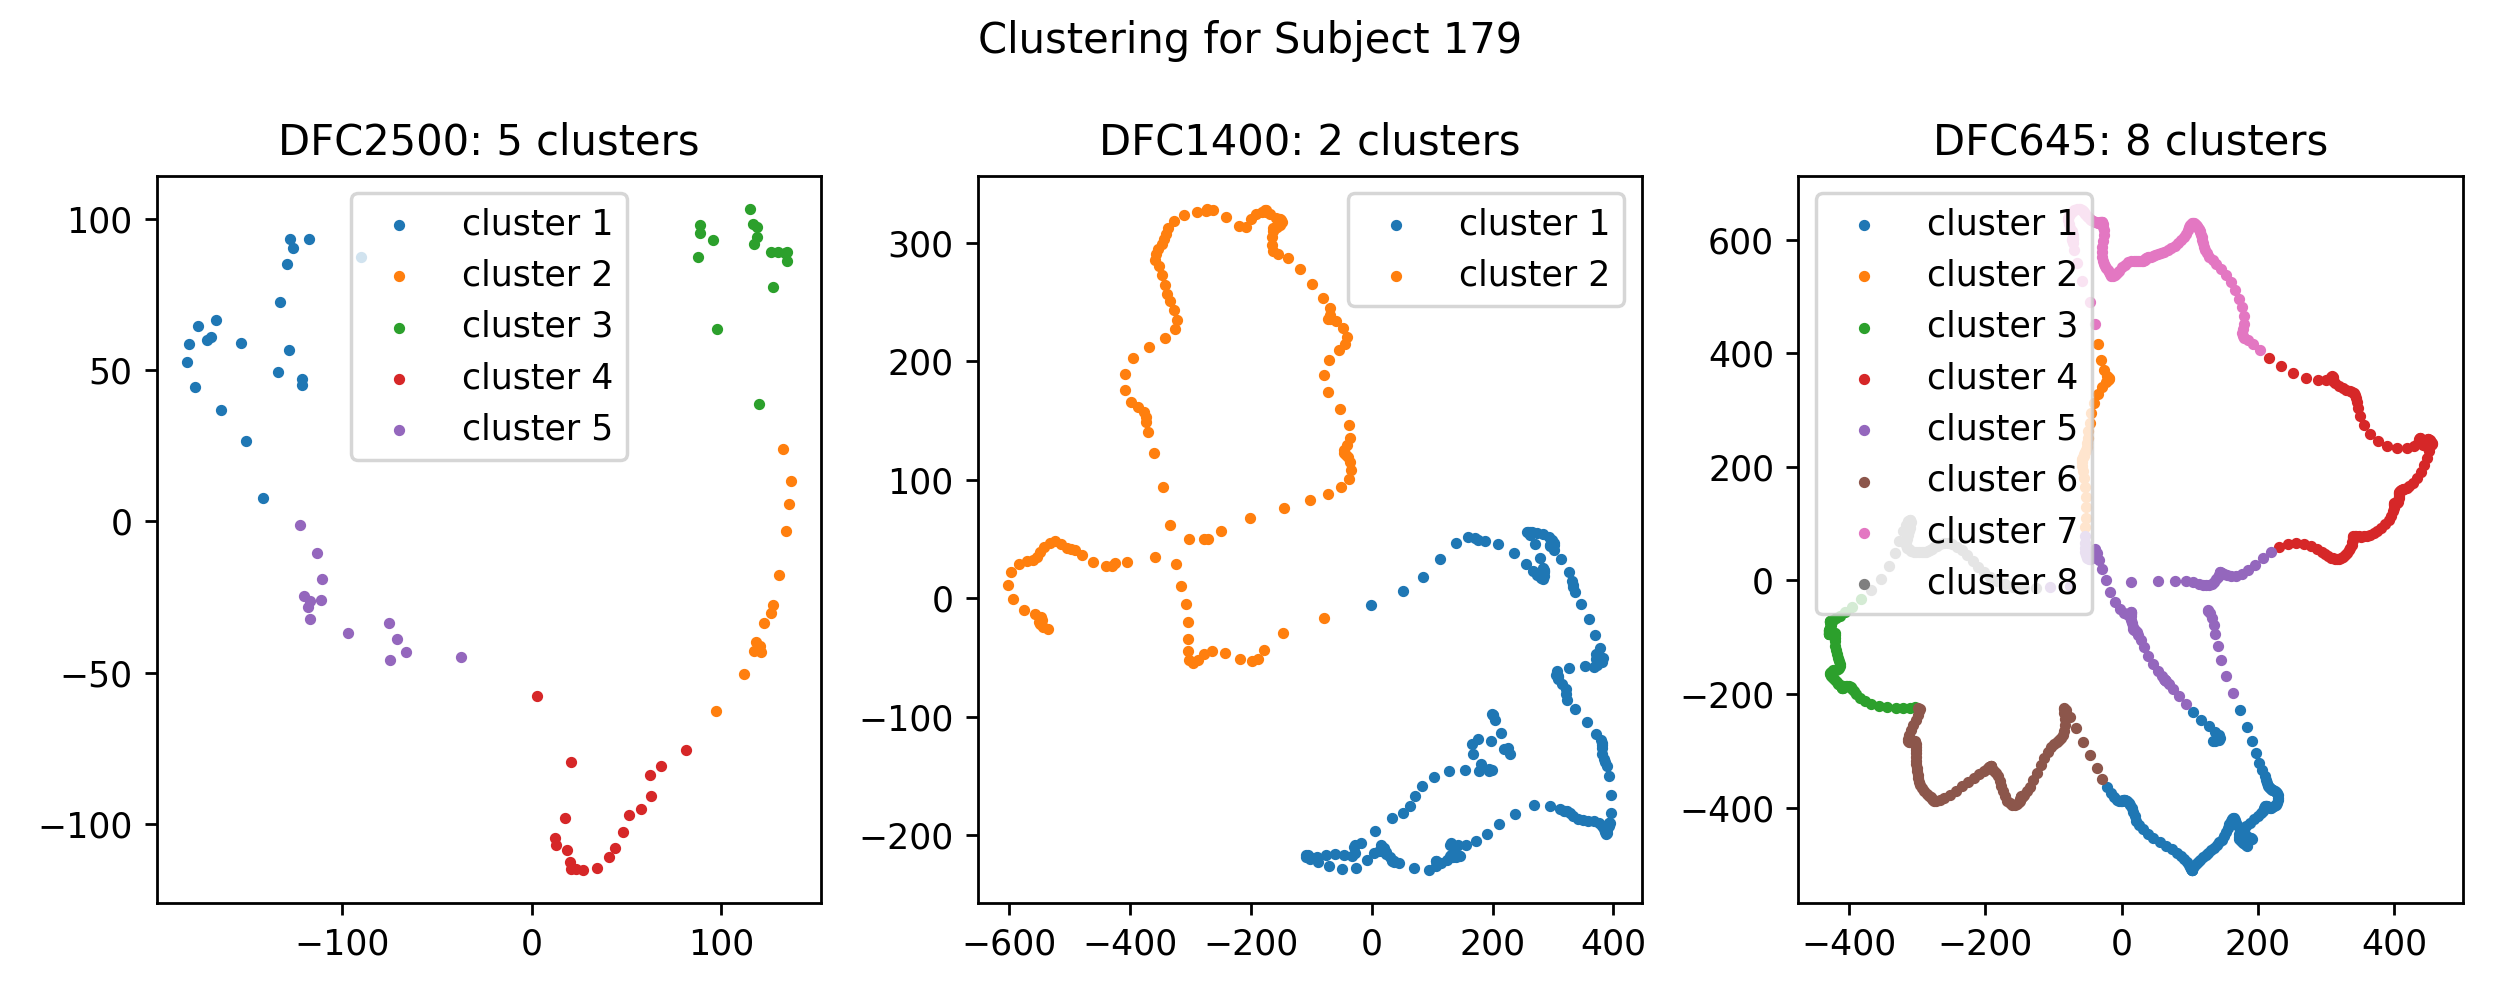 Clustering for Subject 179
DFC2500: 5 clusters
100
50
0
−50
−100
−100 0 100
cluster 1
cluster 2
cluster 3
cluster 4
cluster 5
DFC1400: 2 clusters
300
200
100
0
−100
−200
−600 −400 −200 0 200 400
cluster 1
cluster 2
DFC645: 8 clusters
600
400
200
0
−200
−400
−400 −200 0 200 400
cluster 1
cluster 2
cluster 3
cluster 4
cluster 5
cluster 6
cluster 7
cluster 8